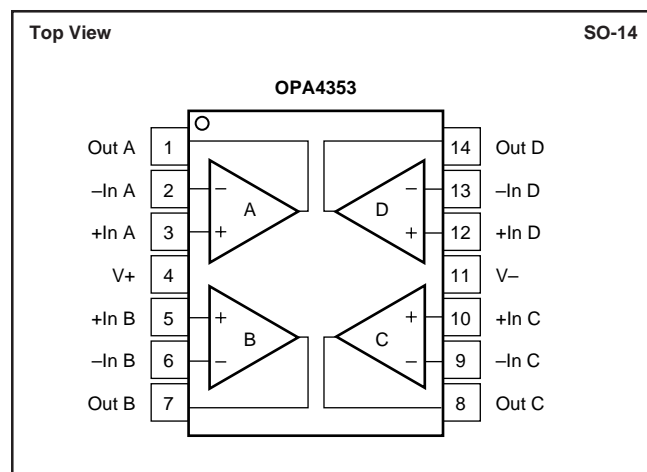 Top View SO-14
OPA4353
Out A 1 14 Out D
–In A 2 – – 13 –In D
A D
+In A 3 + + 12 +In D
V+ 4 11 V–
+In B 5 + + 10 +In C
B C
–In B 6 – – 9 –In C
Out B 7 8 Out C